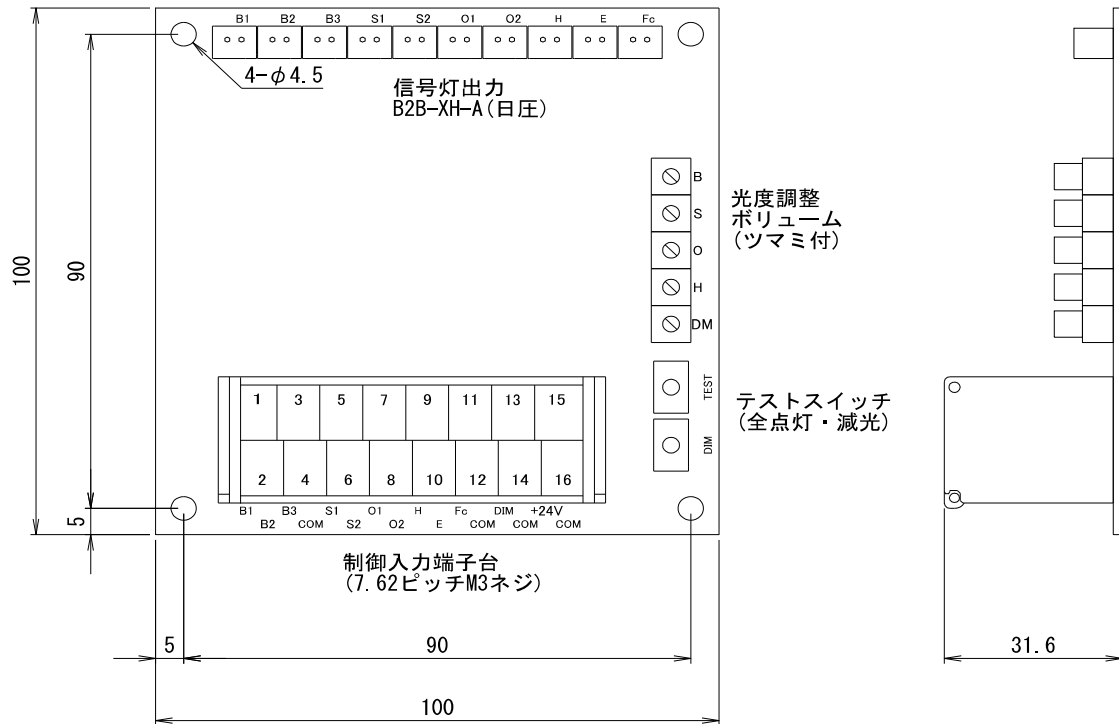 B1 B2 B3 S1 S2 O1 O2 H E Fc
4-φ4.5
信号灯出力
B2B-XH-A(日圧)
B
S
O
H
DM
光度調整
ボリューム
(ツマミ付)
100
90
TEST
DIM
テストスイッチ
(全点灯・減光)
1 3 5 7 9 11 13 15
2 4 6 8 10 12 14 16
B1 B3 S1 O1 H Fc DIM +24V
B2 COM S2 O2 E COM COM COM
5
制御入力端子台
(7.62ピッチM3ネジ)
5 90 31.6
100